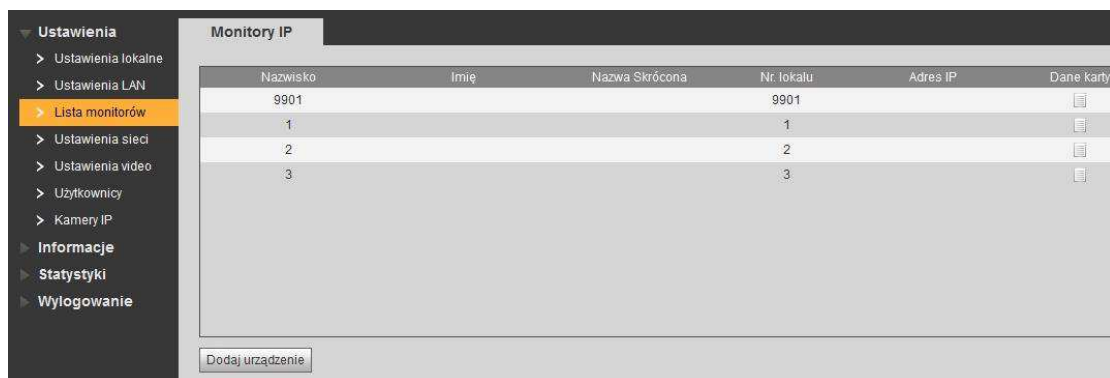 Ustawienia
> Ustawienia lokalne
> Ustawienia LAN
> Lista monitorów
> Ustawienia sieci
> Ustawienia video
> Użytkownicy
> Kamery IP
Informacje
Statystyki
Wylogowanie
Monitory IP
Nazwisko Imię Nazwa Skrócona Nr. lokalu Adres IP Dane karty
9901 9901
1 1
2 2
3 3
Dodaj urządzenie